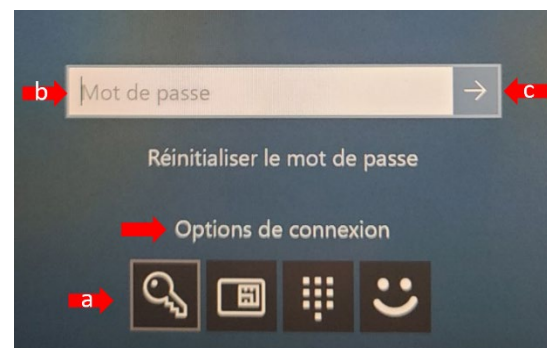 b Mot de passe c
Réinitialiser le mot de passe
Options de connexion
a